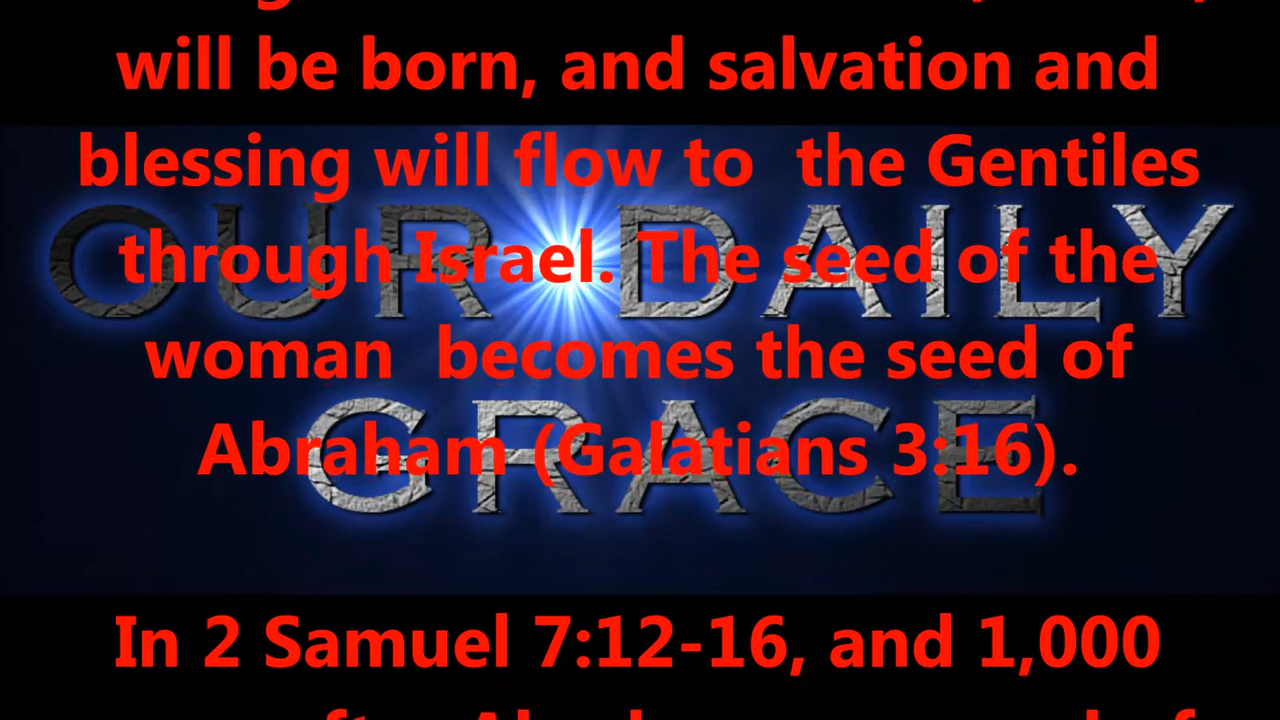 will be born, and salvation and
blessing will flow to the Gentiles
through Israel. The seed of the
woman becomes the seed of
Abraham (Galatians 3:16).
In 2 Samuel 7:12-16, and 1,000
OUR DAILY
GRACE